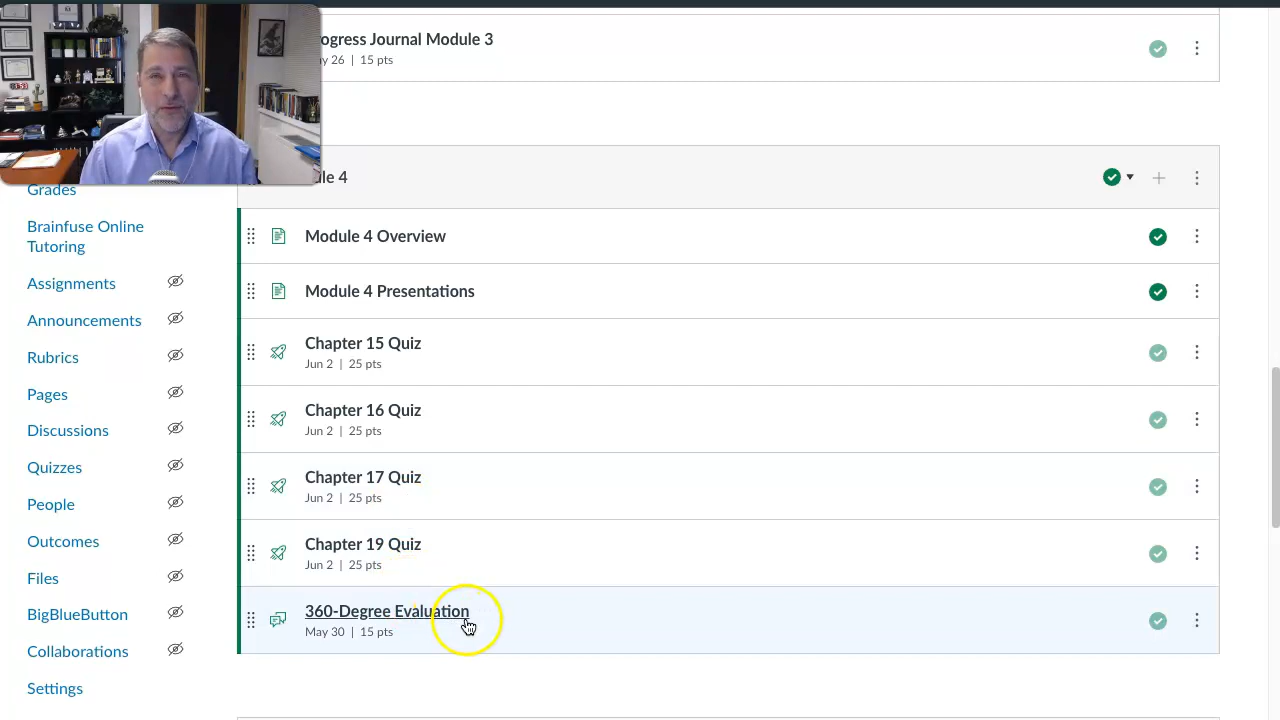 ogress Journal Module 3
y 26 | 15 pts
ule 4
Grades
Brainfuse Online
Tutoring
Assignments
Announcements
Rubrics
Pages
Discussions
Quizzes
People
Outcomes
Files
BigBlueButton
Collaborations
Settings
Module 4 Overview
Module 4 Presentations
Chapter 15 Quiz
Jun 2 | 25 pts
Chapter 16 Quiz
Jun 2 | 25 pts
Chapter 17 Quiz
Jun 2 | 25 pts
Chapter 19 Quiz
Jun 2 | 25 pts
360-Degree Evaluation
May 30 | 15 pts